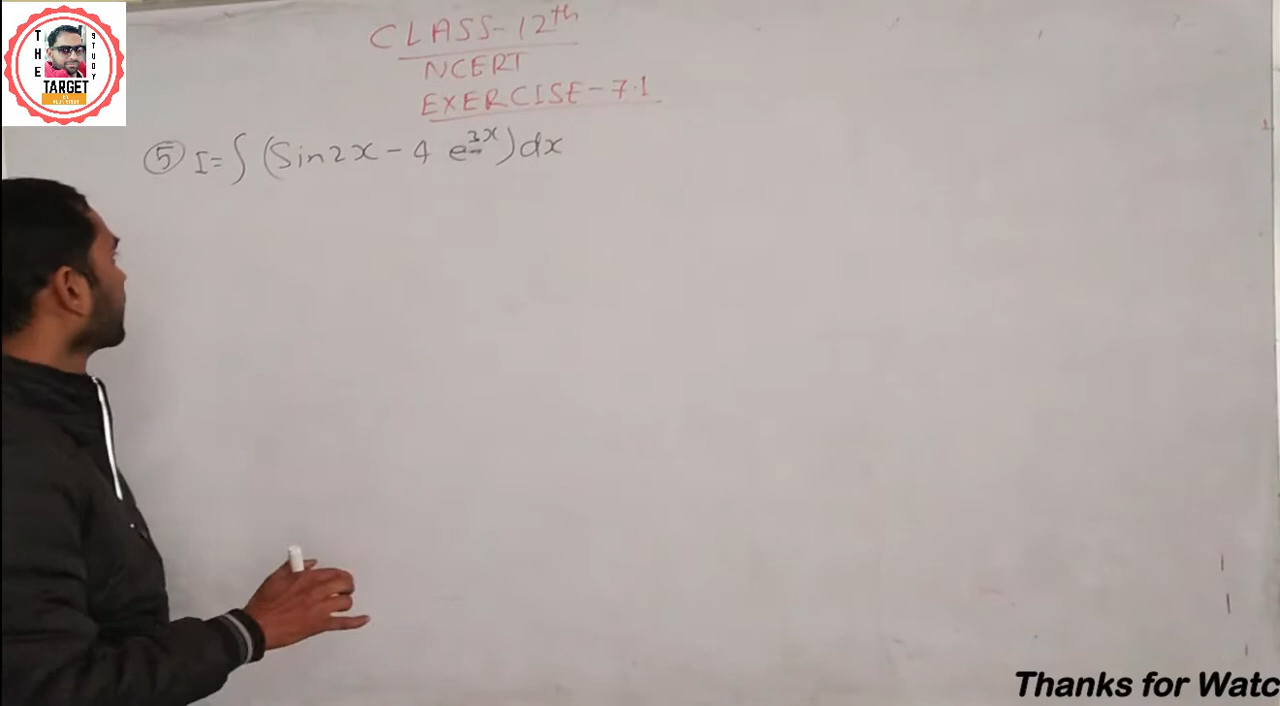 THE
TARGET
STUDY
CLASS-12th
NCERT
EXERCISE-7.1
⑤ I=∫(Sin2x-4 e^3x)dx
Thanks for Watc